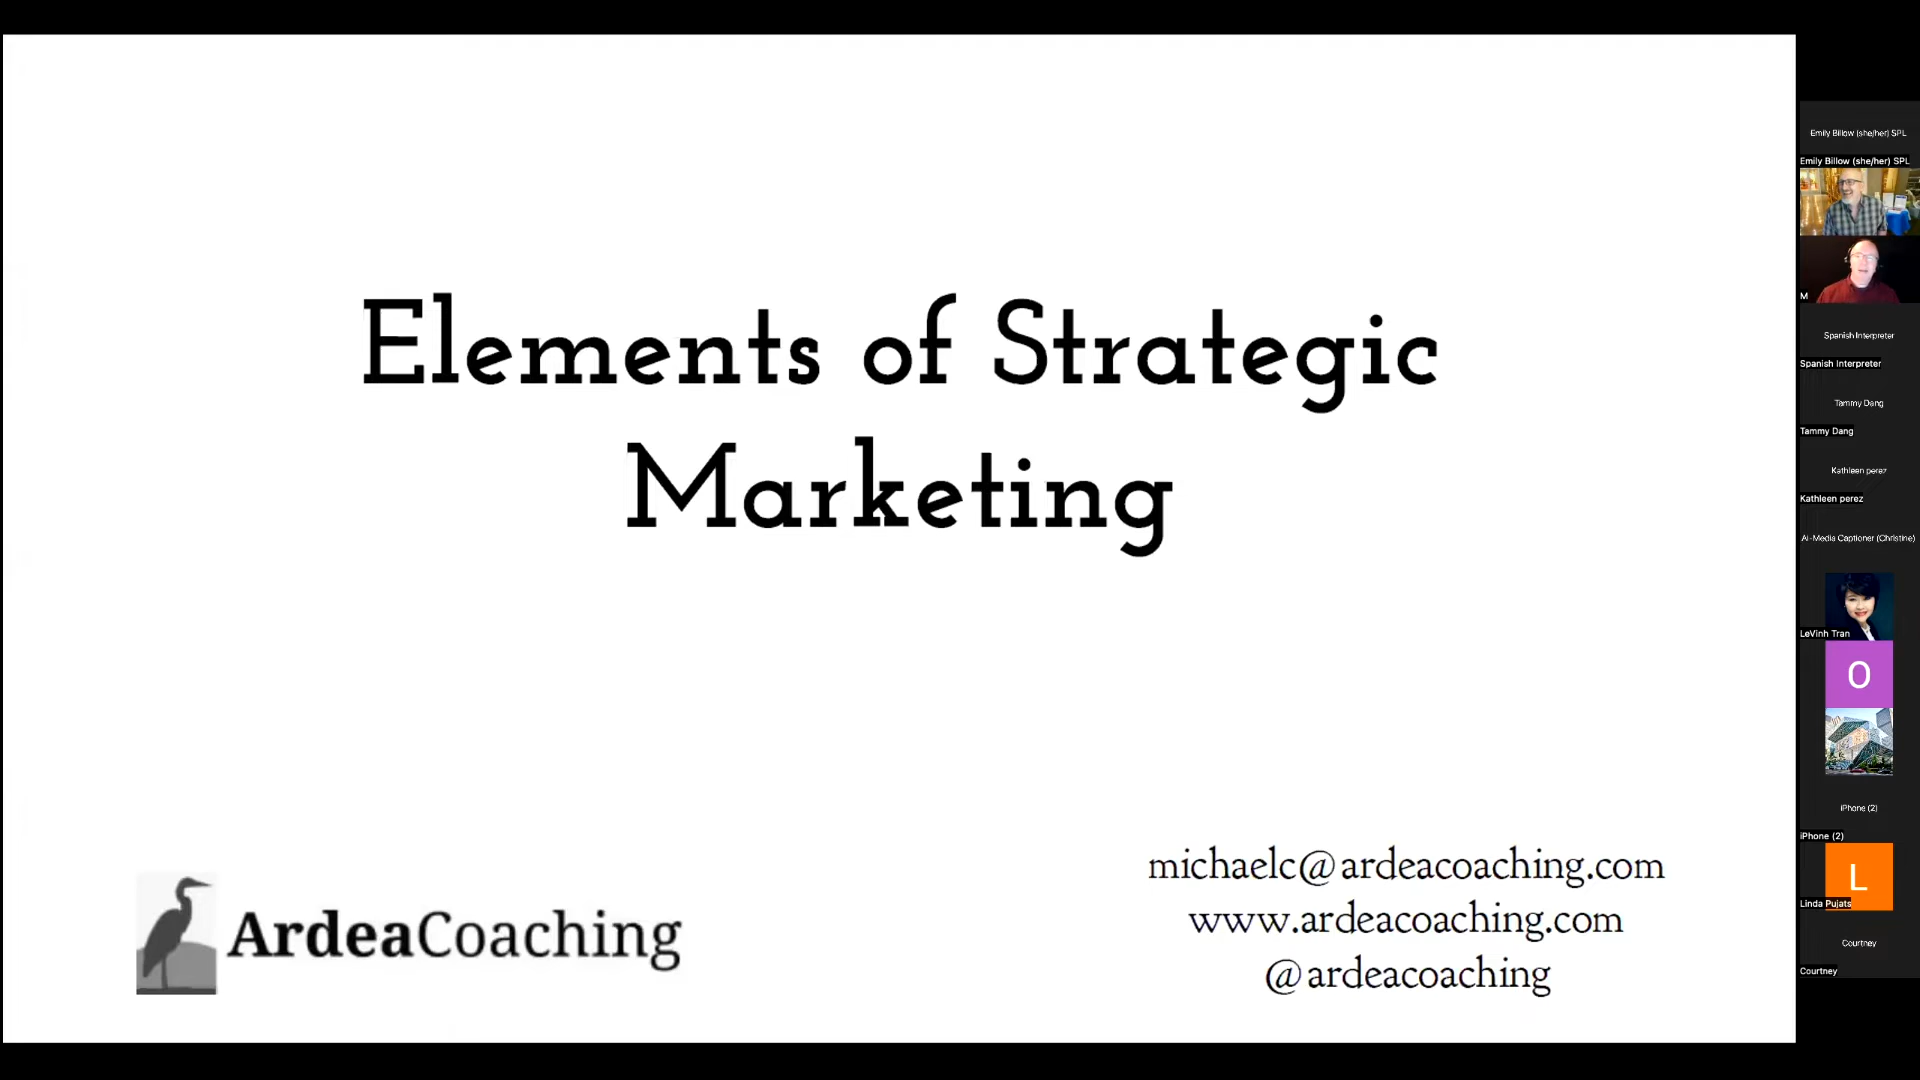 Elements of Strategic
Marketing
ArdeaCoaching
michaelc@ardeacoaching.com
www.ardeacoaching.com
@ardeacoaching
Emily Billow (she/her) SPL
Emily Billow (she/her) SPL
M
Spanish Interpreter
Spanish Interpreter
Tammy Dang
Tammy Dang
Kathleen perez
Kathleen perez
Ai-Media Captioner (Christine)
LeVinh Tran
O
iPhone (2)
iPhone (2)
L
Linda Pujats
Courtney
Courtney